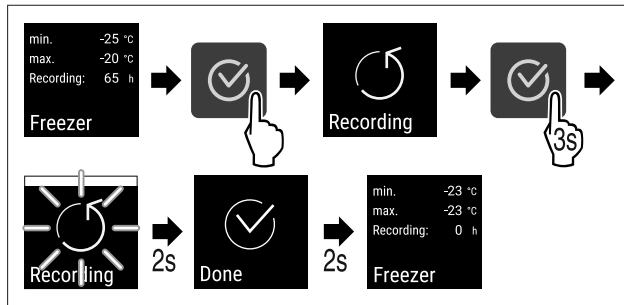 min. -25 °C
max. -20 °C
Recording: 65 h
Freezer
Recording
3s
Recording
2s
Done
2s
min. -23 °C
max. -23 °C
Recording: 0 h
Freezer